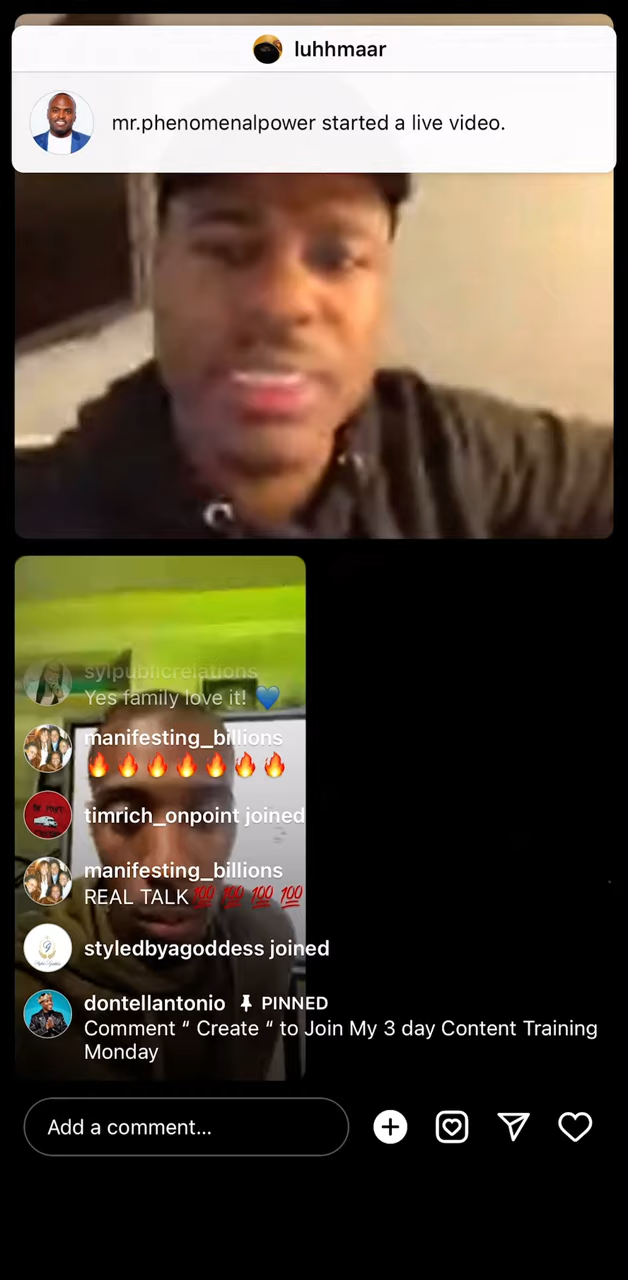 luhhmaar
mr.phenomenalpower started a live video.
sylpublicrelations
Yes family love it! 💙
manifesting_billions
🔥 🔥 🔥 🔥 🔥 🔥 🔥
timrich_onpoint joined
manifesting_billions
REAL TALK 💯 💯 💯 💯
styledbyagoddess joined
dontellantonio 📌 PINNED
Comment “ Create “ to Join My 3 day Content Training
Monday
Add a comment...